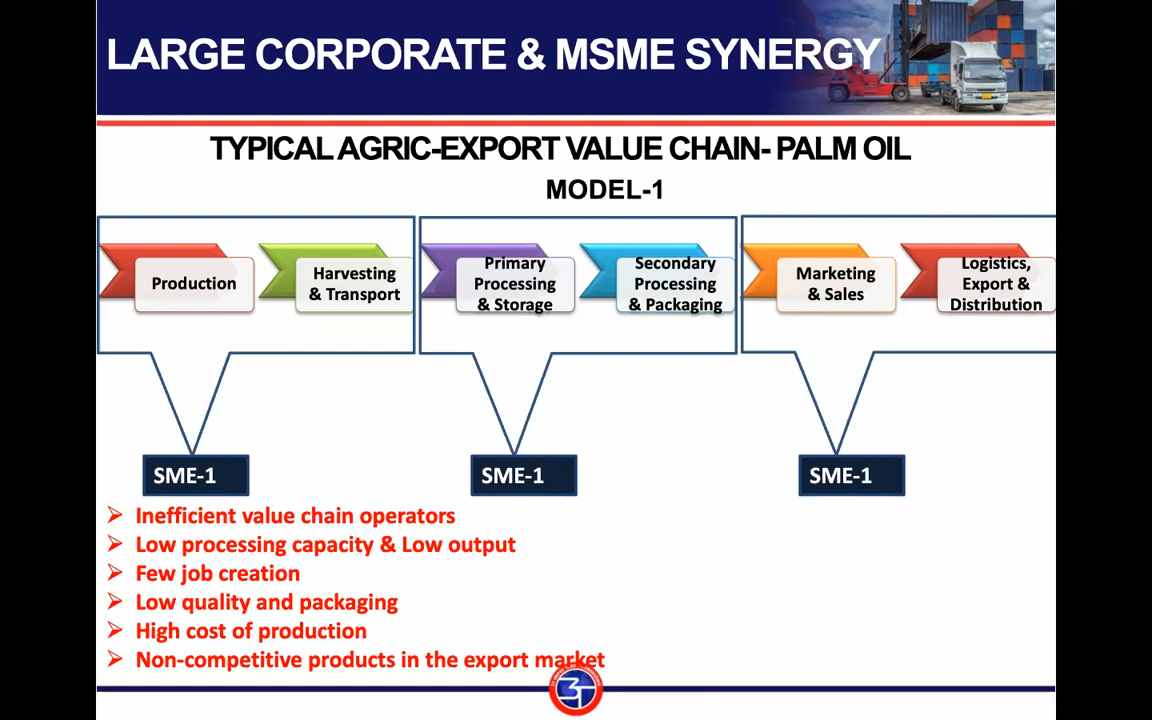 LARGE CORPORATE & MSME SYNERGY
TYPICAL AGRIC-EXPORT VALUE CHAIN- PALM OIL
MODEL-1
Production
Harvesting
& Transport
Primary
Processing
& Storage
Secondary
Processing
& Packaging
Marketing
& Sales
Logistics,
Export &
Distribution
SME-1
SME-1
SME-1
Inefficient value chain operators
Low processing capacity & Low output
Few job creation
Low quality and packaging
High cost of production
Non-competitive products in the export market
3T